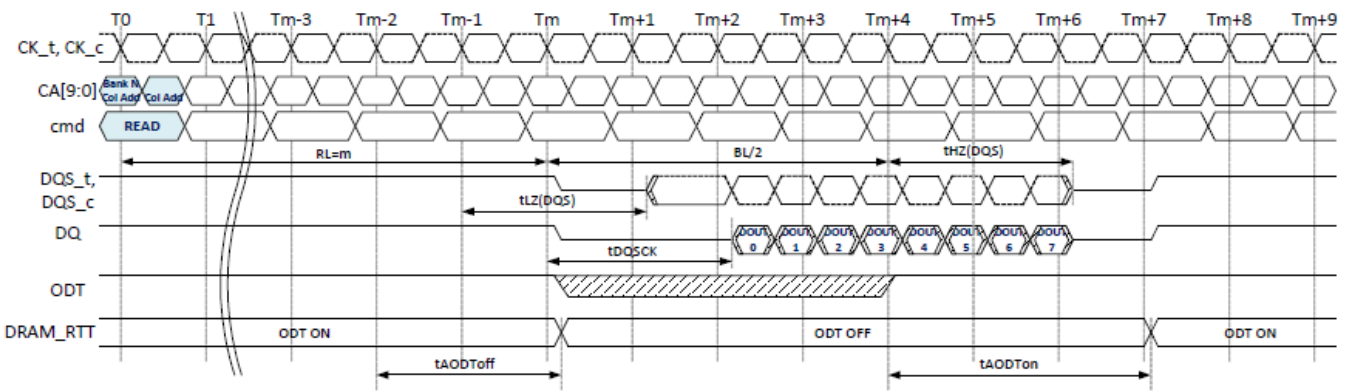 T0 T1 Tm-3 Tm-2 Tm-1 Tm Tm+1 Tm+2 Tm+3 Tm+4 Tm+5 Tm+6 Tm+7 Tm+8 Tm+9
CK_t, CK_c
CA[9:0] Bank N Col Add Col Add
cmd READ
RL=m BL/2 tHZ(DQS)
DQS_t,
DQS_c
tLZ(DQS)
DQ DOUT 0 DOUT 1 DOUT 2 DOUT 3 DOUT 4 DOUT 5 DOUT 6 DOUT 7
tDQSCK
ODT
DRAM_RTT ODT ON ODT OFF ODT ON
tAODToff tAODTon